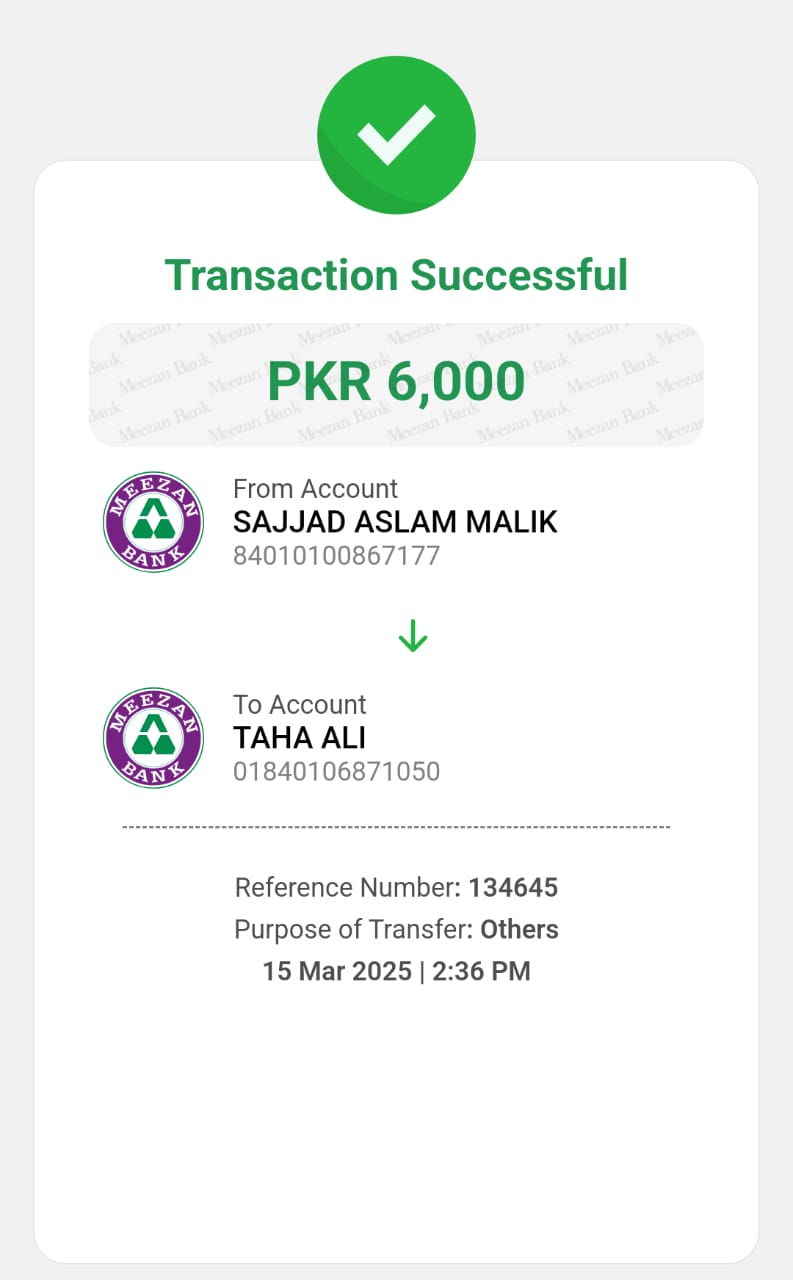 Transaction Successful
PKR 6,000
MEEZAN BANK
From Account
SAJJAD ASLAM MALIK
84010100867177
MEEZAN BANK
To Account
TAHA ALI
01840106871050
Reference Number: 134645
Purpose of Transfer: Others
15 Mar 2025 | 2:36 PM